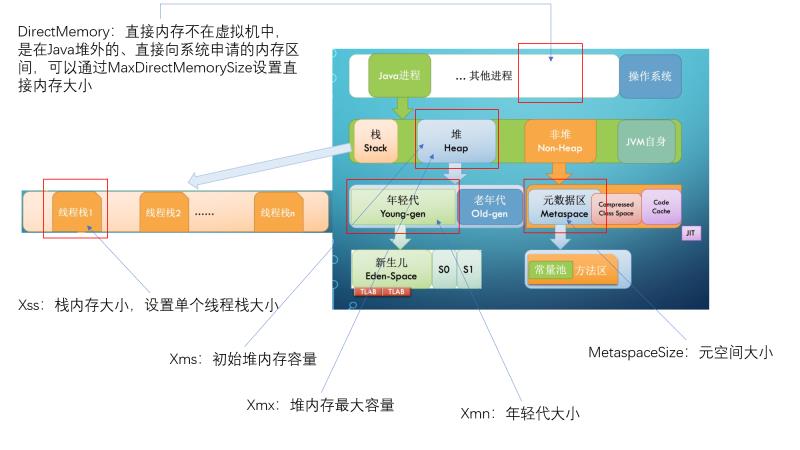 DirectMemory：直接内存不在虚拟机中，
是在Java堆外的、直接向系统申请的内存区
间，可以通过MaxDirectMemorySize设置直
接内存大小
Java进程
... 其他进程
操作系统
栈
Stack
堆
Heap
非堆
Non-Heap
JVM自身
线程栈1
线程栈2
......
线程栈n
年轻代
Young-gen
老年代
Old-gen
元数据区
Metaspace
Compressed
Class Space
Code
Cache
JIT
新生儿
Eden-Space
S0
S1
TLAB
TLAB
常量池
方法区
Xss：栈内存大小，设置单个线程栈大小
Xms：初始堆内存容量
MetaspaceSize：元空间大小
Xmx：堆内存最大容量
Xmn：年轻代大小